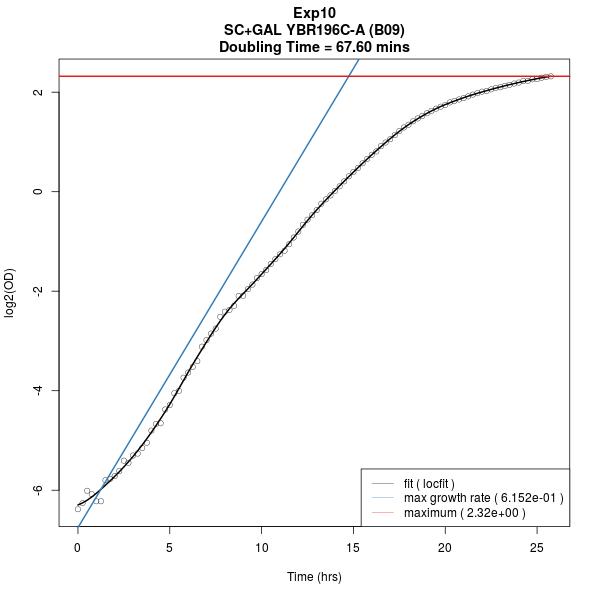 Exp10
SC+GAL YBR196C-A (B09)
Doubling Time = 67.60 mins
log2(OD)
2
0
-2
-4
-6
0 5 10 15 20 25
Time (hrs)
fit ( locfit )
max growth rate ( 6.152e-01 )
maximum ( 2.32e+00 )